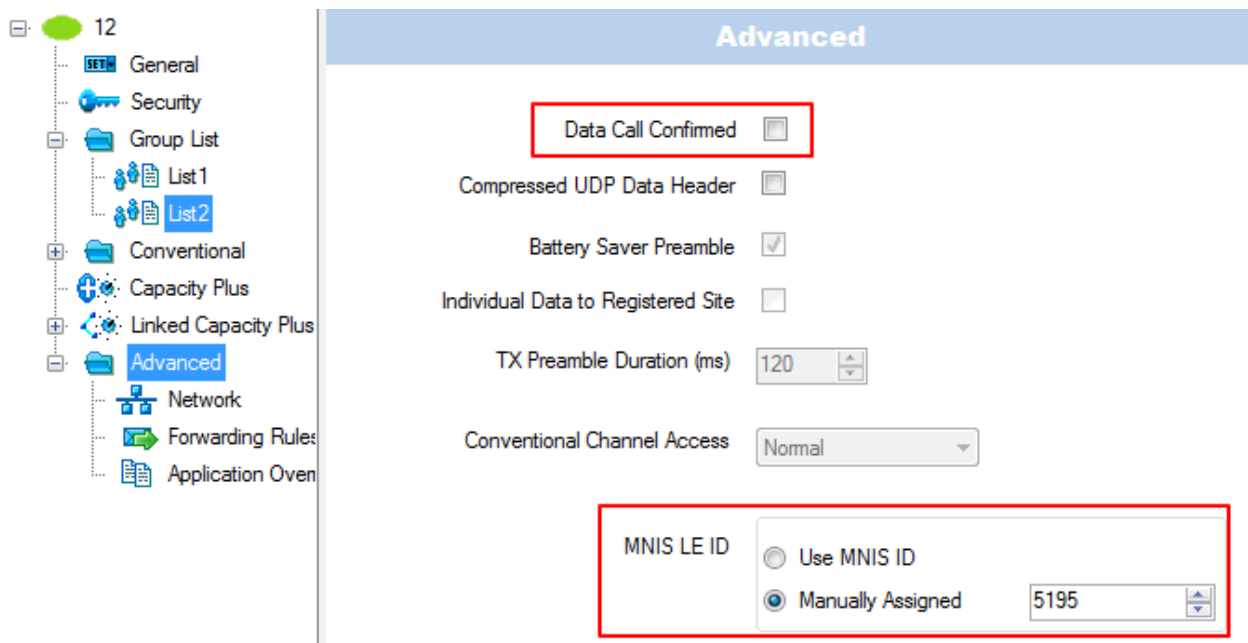 12
General
Security
Group List
List1
List2
Conventional
Capacity Plus
Linked Capacity Plus
Advanced
Network
Forwarding Rules
Application Over
Advanced
Data Call Confirmed
Compressed UDP Data Header
Battery Saver Preamble
Individual Data to Registered Site
TX Preamble Duration (ms) 120
Conventional Channel Access Normal
MNIS LE ID
Use MNIS ID
Manually Assigned 5195